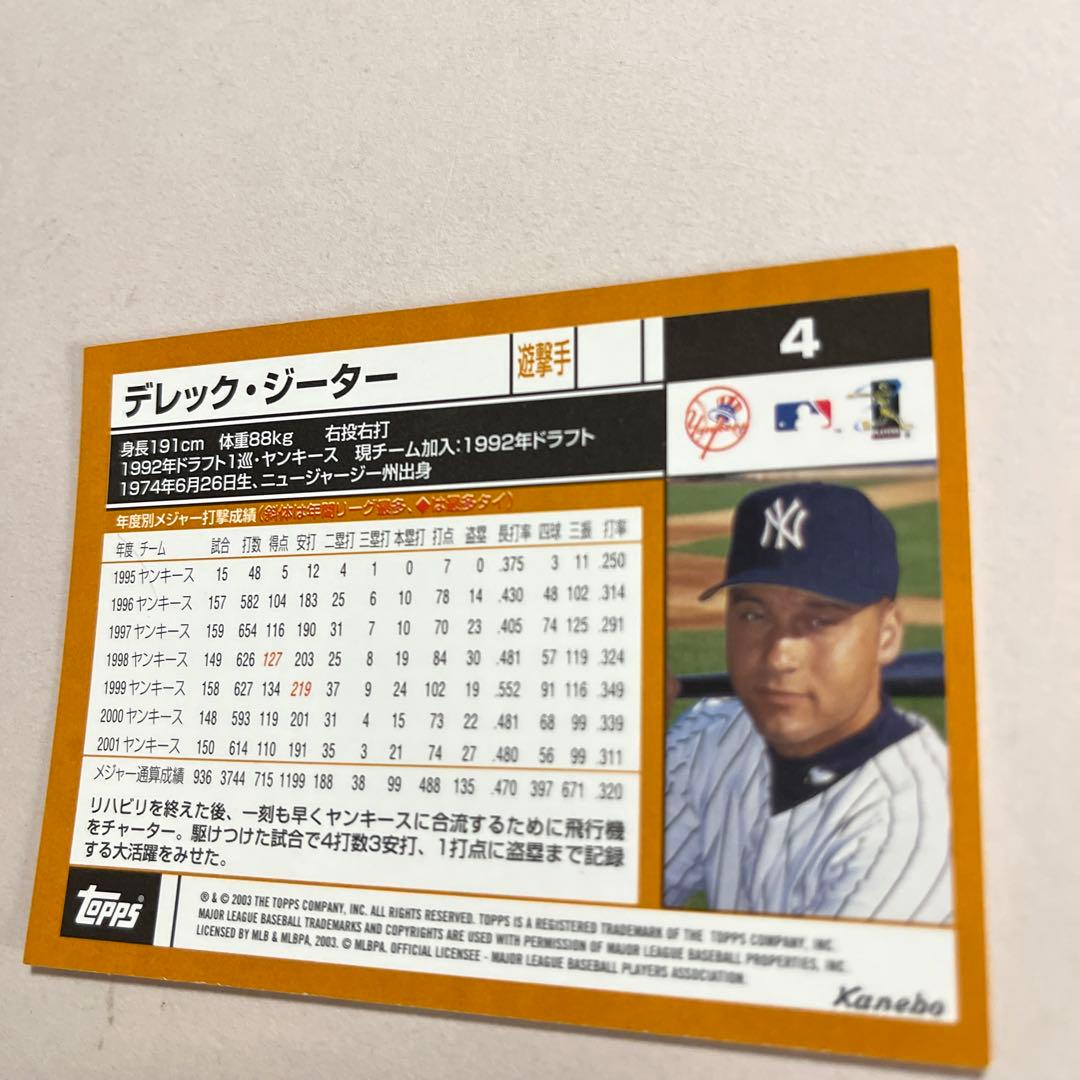 デレック・ジーター
遊撃手
4
身長191cm 体重88kg 右投右打
1992年ドラフト1巡・ヤンキース 現チーム加入:1992年ドラフト
1974年6月26日生、ニュージャージー州出身
Yankees
NY
年度別メジャー打撃成績(斜体は年間リーグ最多、◆は最多タイ)
年度 チーム 試合 打数 得点 安打 二塁打 三塁打 本塁打 打点 盗塁 長打率 四球 三振 打率
1995 ヤンキース 15 48 5 12 4 1 0 7 0 .375 3 11 .250
1996 ヤンキース 157 582 104 183 25 6 10 78 14 .430 48 102 .314
1997 ヤンキース 159 654 116 190 31 7 10 70 23 .405 74 125 .291
1998 ヤンキース 149 626 127 203 25 8 19 84 30 .481 57 119 .324
1999 ヤンキース 158 627 134 219 37 9 24 102 19 .552 91 116 .349
2000 ヤンキース 148 593 119 201 31 4 15 73 22 .481 68 99 .339
2001 ヤンキース 150 614 110 191 35 3 21 74 27 .480 56 99 .311
メジャー通算成績 936 3744 715 1199 188 38 99 488 135 .470 397 671 .320
リハビリを終えた後、一刻も早くヤンキースに合流するために飛行機
をチャーター。駆けつけた試合で4打数3安打、1打点に盗塁まで記録
する大活躍をみせた。
topps
® & © 2003 THE TOPPS COMPANY, INC. ALL RIGHTS RESERVED. TOPPS IS A REGISTERED TRADEMARK OF THE TOPPS COMPANY, INC.
MAJOR LEAGUE BASEBALL TRADEMARKS AND COPYRIGHTS ARE USED WITH PERMISSION OF MAJOR LEAGUE BASEBALL PROPERTIES, INC.
LICENSED BY MLB & MLBPA, 2003. © MLBPA. OFFICIAL LICENSEE - MAJOR LEAGUE BASEBALL PLAYERS ASSOCIATION.
Kanebo